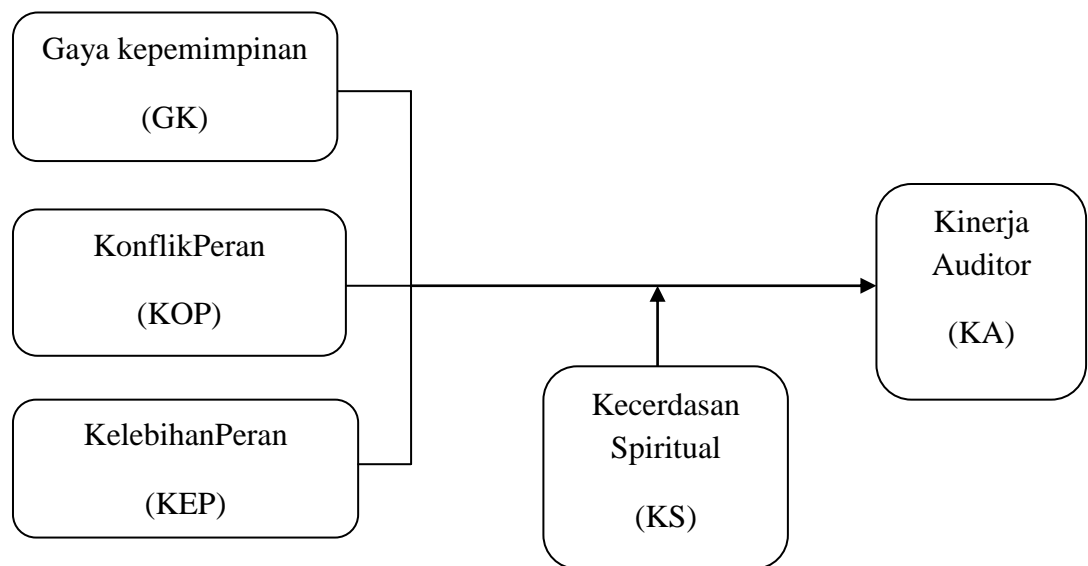 Gaya kepemimpinan
(GK)
KonflikPeran
(KOP)
KelebihanPeran
(KEP)
Kecerdasan
Spiritual
(KS)
Kinerja
Auditor
(KA)